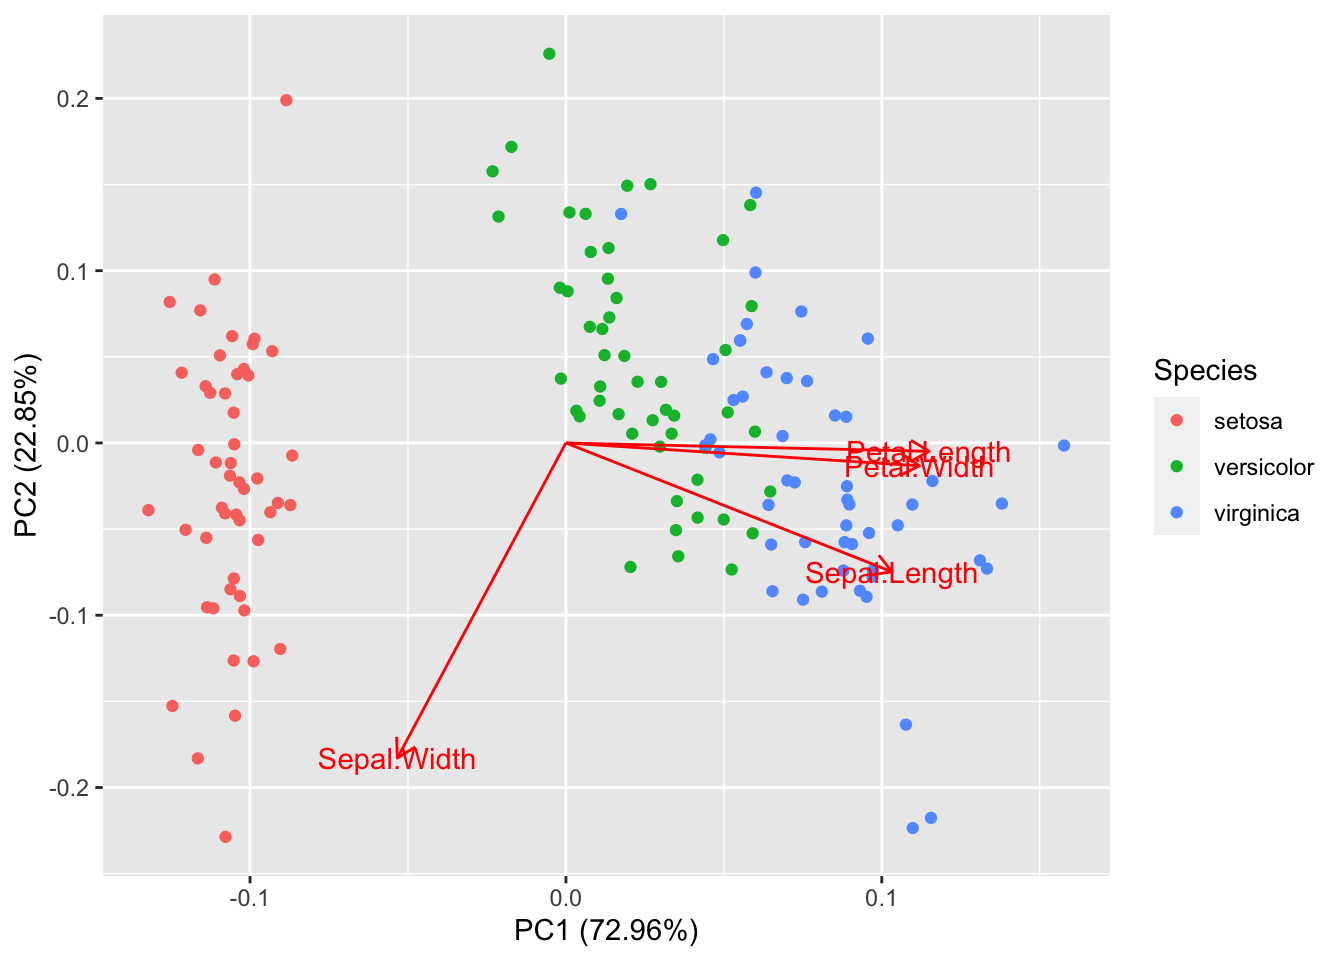 0.2
0.1
0.0
-0.1
-0.2
PC2 (22.85%)
Petal.Length
Petal.Width
Sepal.Length
Sepal.Width
-0.1
0.0
0.1
PC1 (72.96%)
Species
setosa
versicolor
virginica